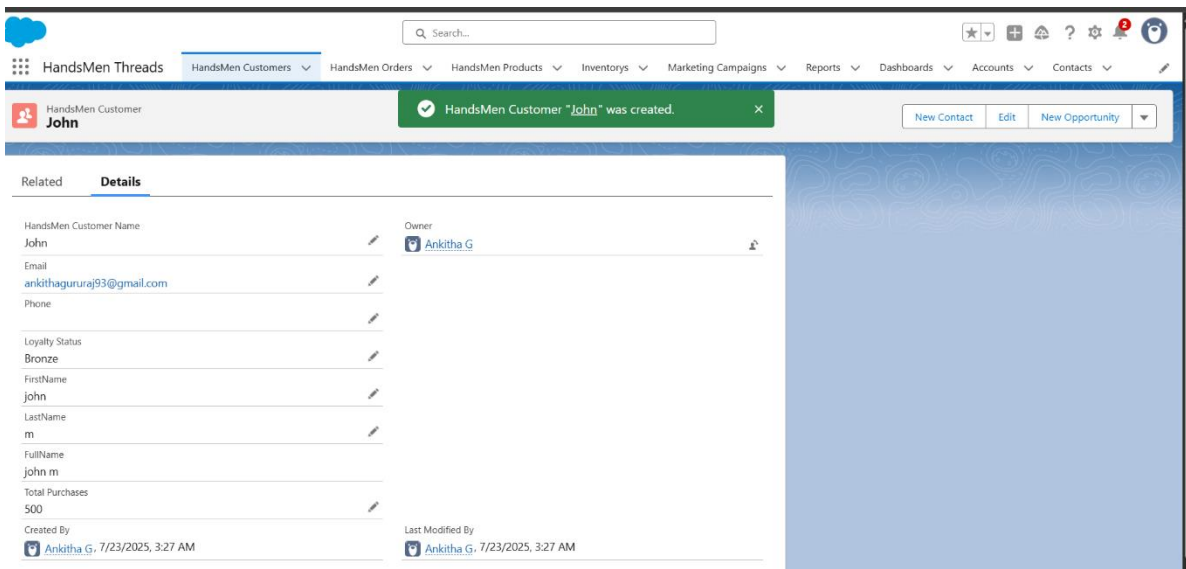 Search...
2
HandsMen Threads HandsMen Customers HandsMen Orders HandsMen Products Inventorys Marketing Campaigns Reports Dashboards Accounts Contacts
HandsMen Customer
John
HandsMen Customer "John" was created.
New Contact Edit New Opportunity
Related Details
HandsMen Customer Name
John
Owner
Ankitha G
Email
ankithagururaj93@gmail.com
Phone
Loyalty Status
Bronze
FirstName
john
LastName
m
FullName
john m
Total Purchases
500
Created By
Ankitha G, 7/23/2025, 3:27 AM
Last Modified By
Ankitha G, 7/23/2025, 3:27 AM